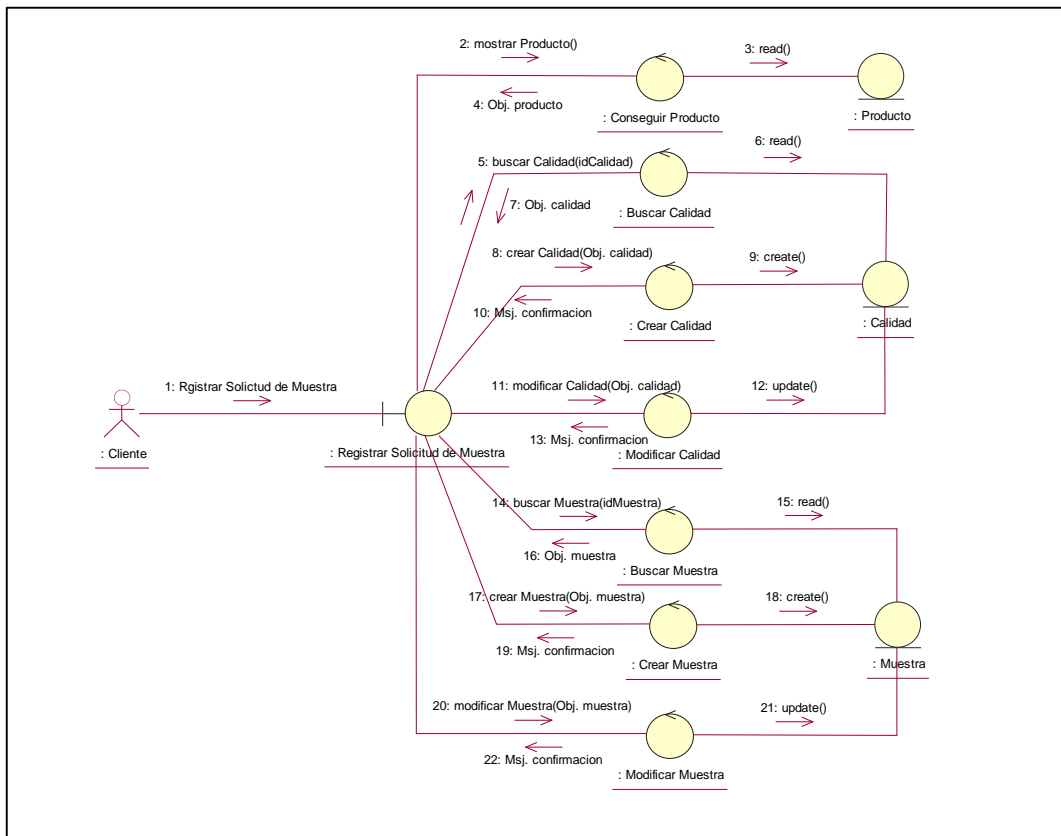 2: mostrar Producto()
3: read()
4: Obj. producto
: Conseguir Producto
: Producto
6: read()
5: buscar Calidad(idCalidad)
7: Obj. calidad
: Buscar Calidad
8: crear Calidad(Obj. calidad)
9: create()
10: Msj. confirmacion
: Crear Calidad
: Calidad
1: Rgistrar Solictud de Muestra
11: modificar Calidad(Obj. calidad)
12: update()
13: Msj. confirmacion
: Cliente
: Registrar Solicitud de Muestra
: Modificar Calidad
14: buscar Muestra(idMuestra)
15: read()
16: Obj. muestra
: Buscar Muestra
17: crear Muestra(Obj. muestra)
18: create()
19: Msj. confirmacion
: Crear Muestra
: Muestra
20: modificar Muestra(Obj. muestra)
21: update()
22: Msj. confirmacion
: Modificar Muestra